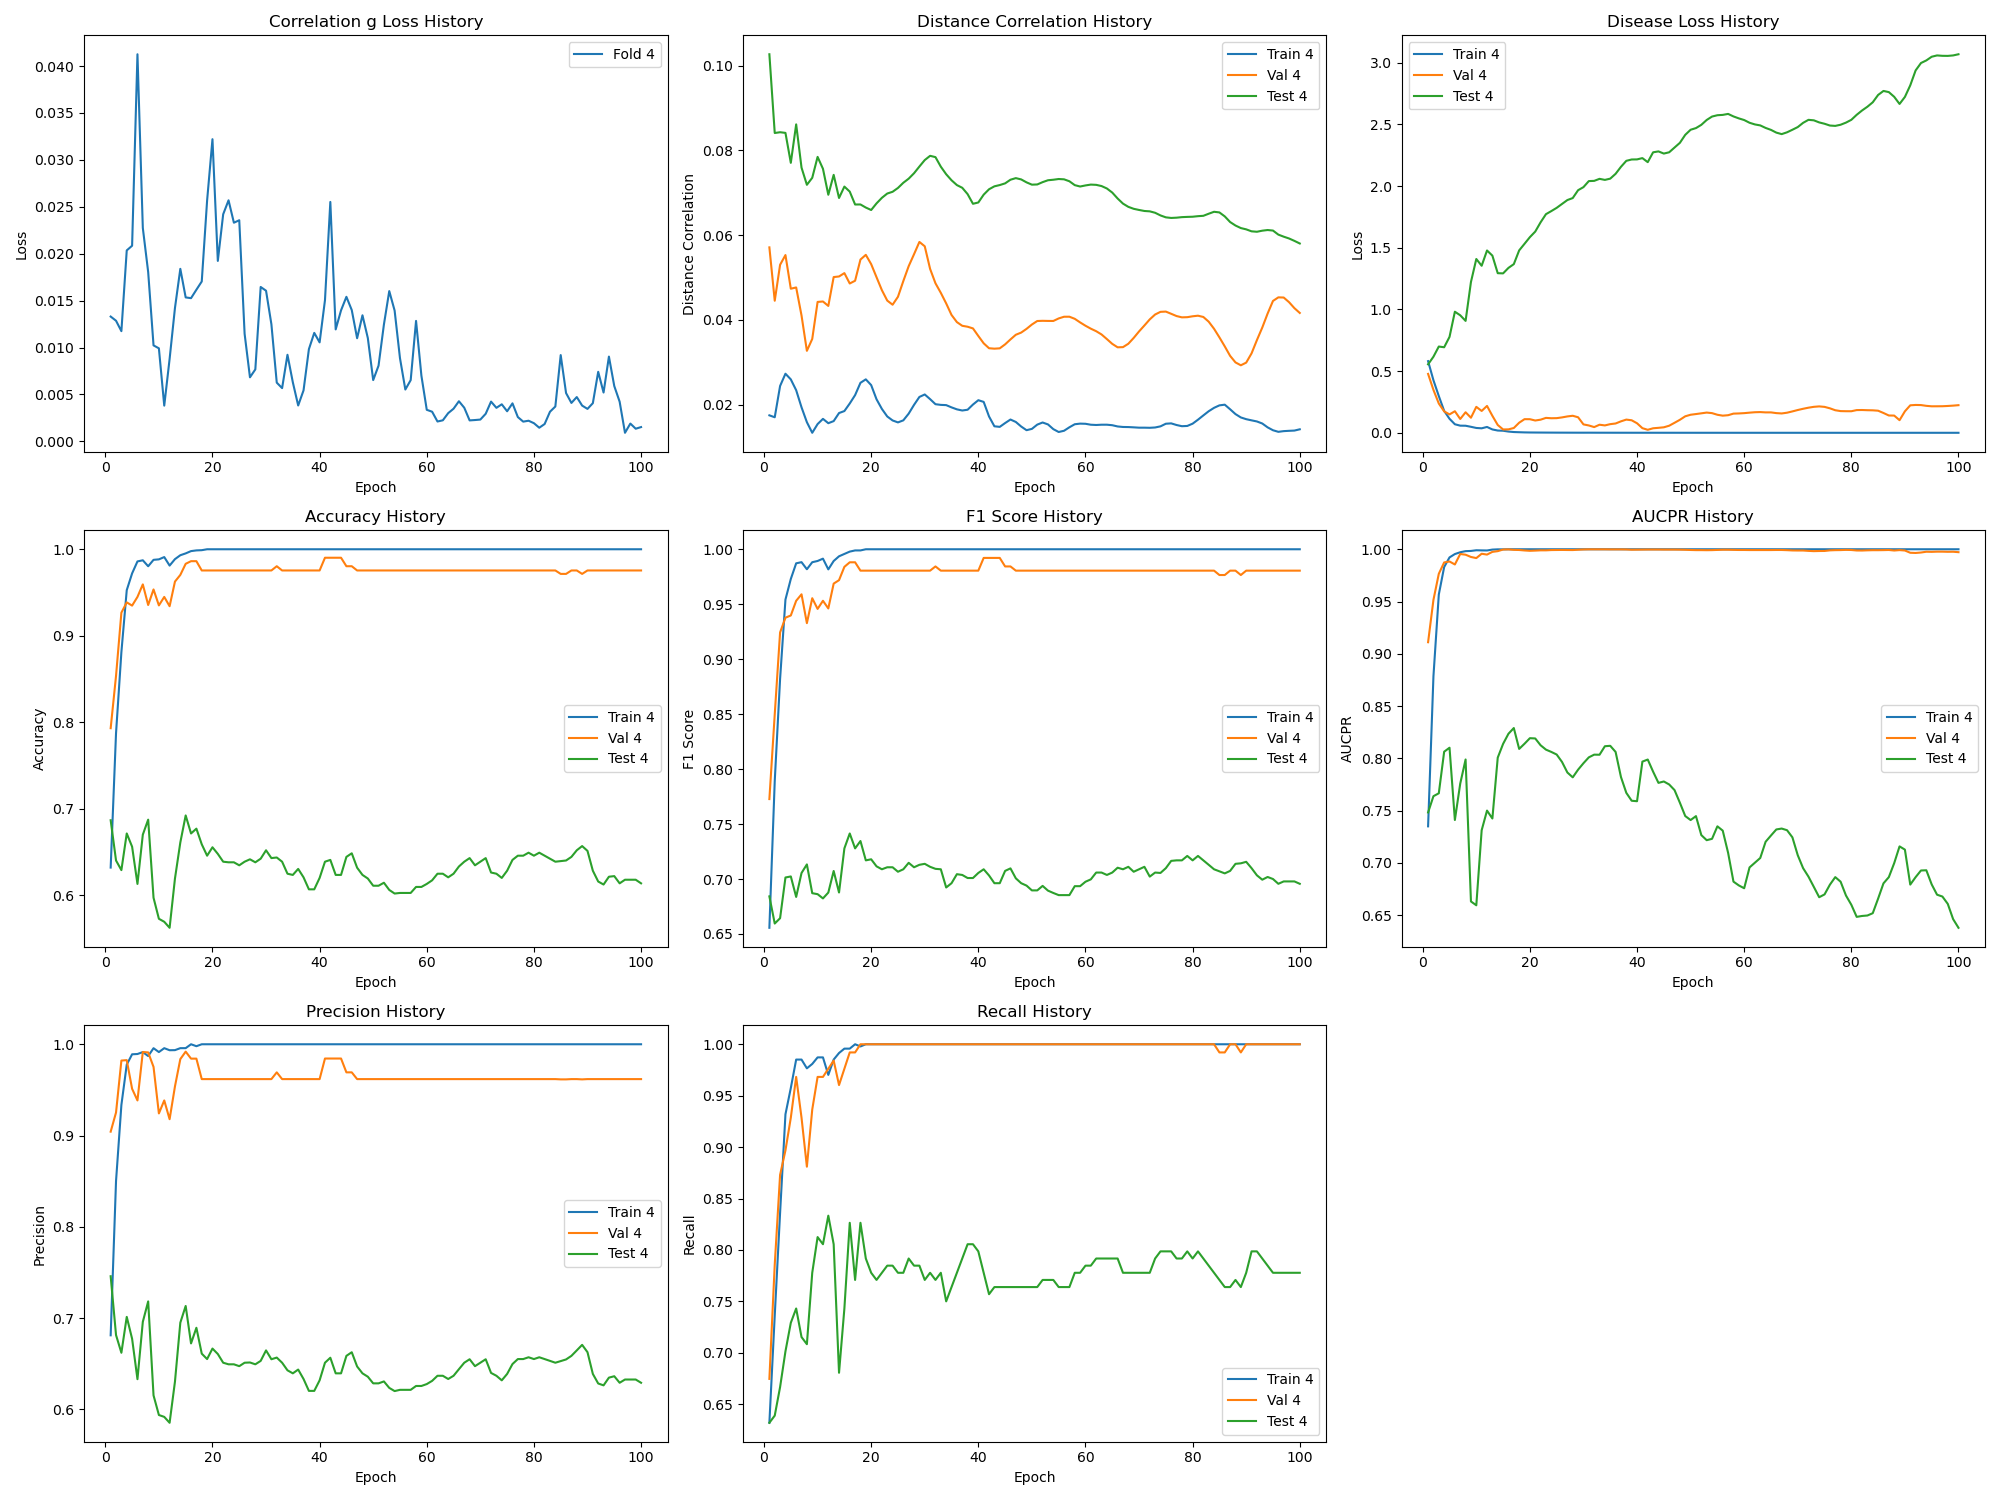 Correlation g Loss History
Loss
0.040
0.035
0.030
0.025
0.020
0.015
0.010
0.005
0.000
Fold 4
0 20 40 60 80 100
Epoch
Distance Correlation History
Distance Correlation
0.10
0.08
0.06
0.04
0.02
Train 4
Val 4
Test 4
0 20 40 60 80 100
Epoch
Disease Loss History
Loss
3.0
2.5
2.0
1.5
1.0
0.5
0.0
Train 4
Val 4
Test 4
0 20 40 60 80 100
Epoch
Accuracy History
Accuracy
1.0
0.9
0.8
0.7
0.6
Train 4
Val 4
Test 4
0 20 40 60 80 100
Epoch
F1 Score History
F1 Score
1.00
0.95
0.90
0.85
0.80
0.75
0.70
0.65
Train 4
Val 4
Test 4
0 20 40 60 80 100
Epoch
AUCPR History
AUCPR
1.00
0.95
0.90
0.85
0.80
0.75
0.70
0.65
Train 4
Val 4
Test 4
0 20 40 60 80 100
Epoch
Precision History
Precision
1.0
0.9
0.8
0.7
0.6
Train 4
Val 4
Test 4
0 20 40 60 80 100
Epoch
Recall History
Recall
1.00
0.95
0.90
0.85
0.80
0.75
0.70
0.65
Train 4
Val 4
Test 4
0 20 40 60 80 100
Epoch